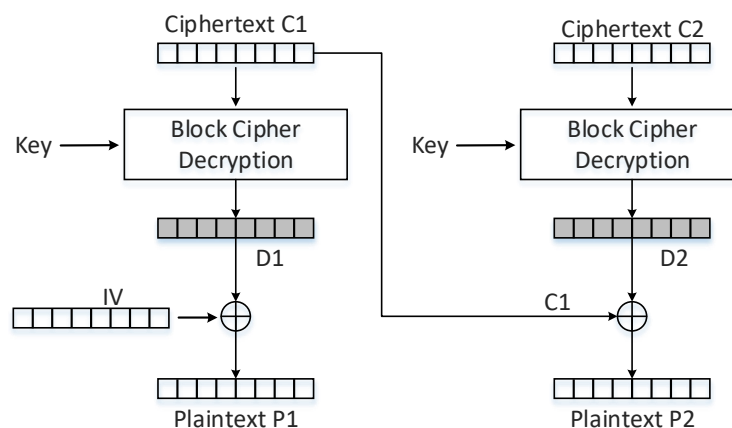 Ciphertext C1
Ciphertext C2
Key
Block Cipher
Decryption
Key
Block Cipher
Decryption
D1
D2
IV
C1
Plaintext P1
Plaintext P2